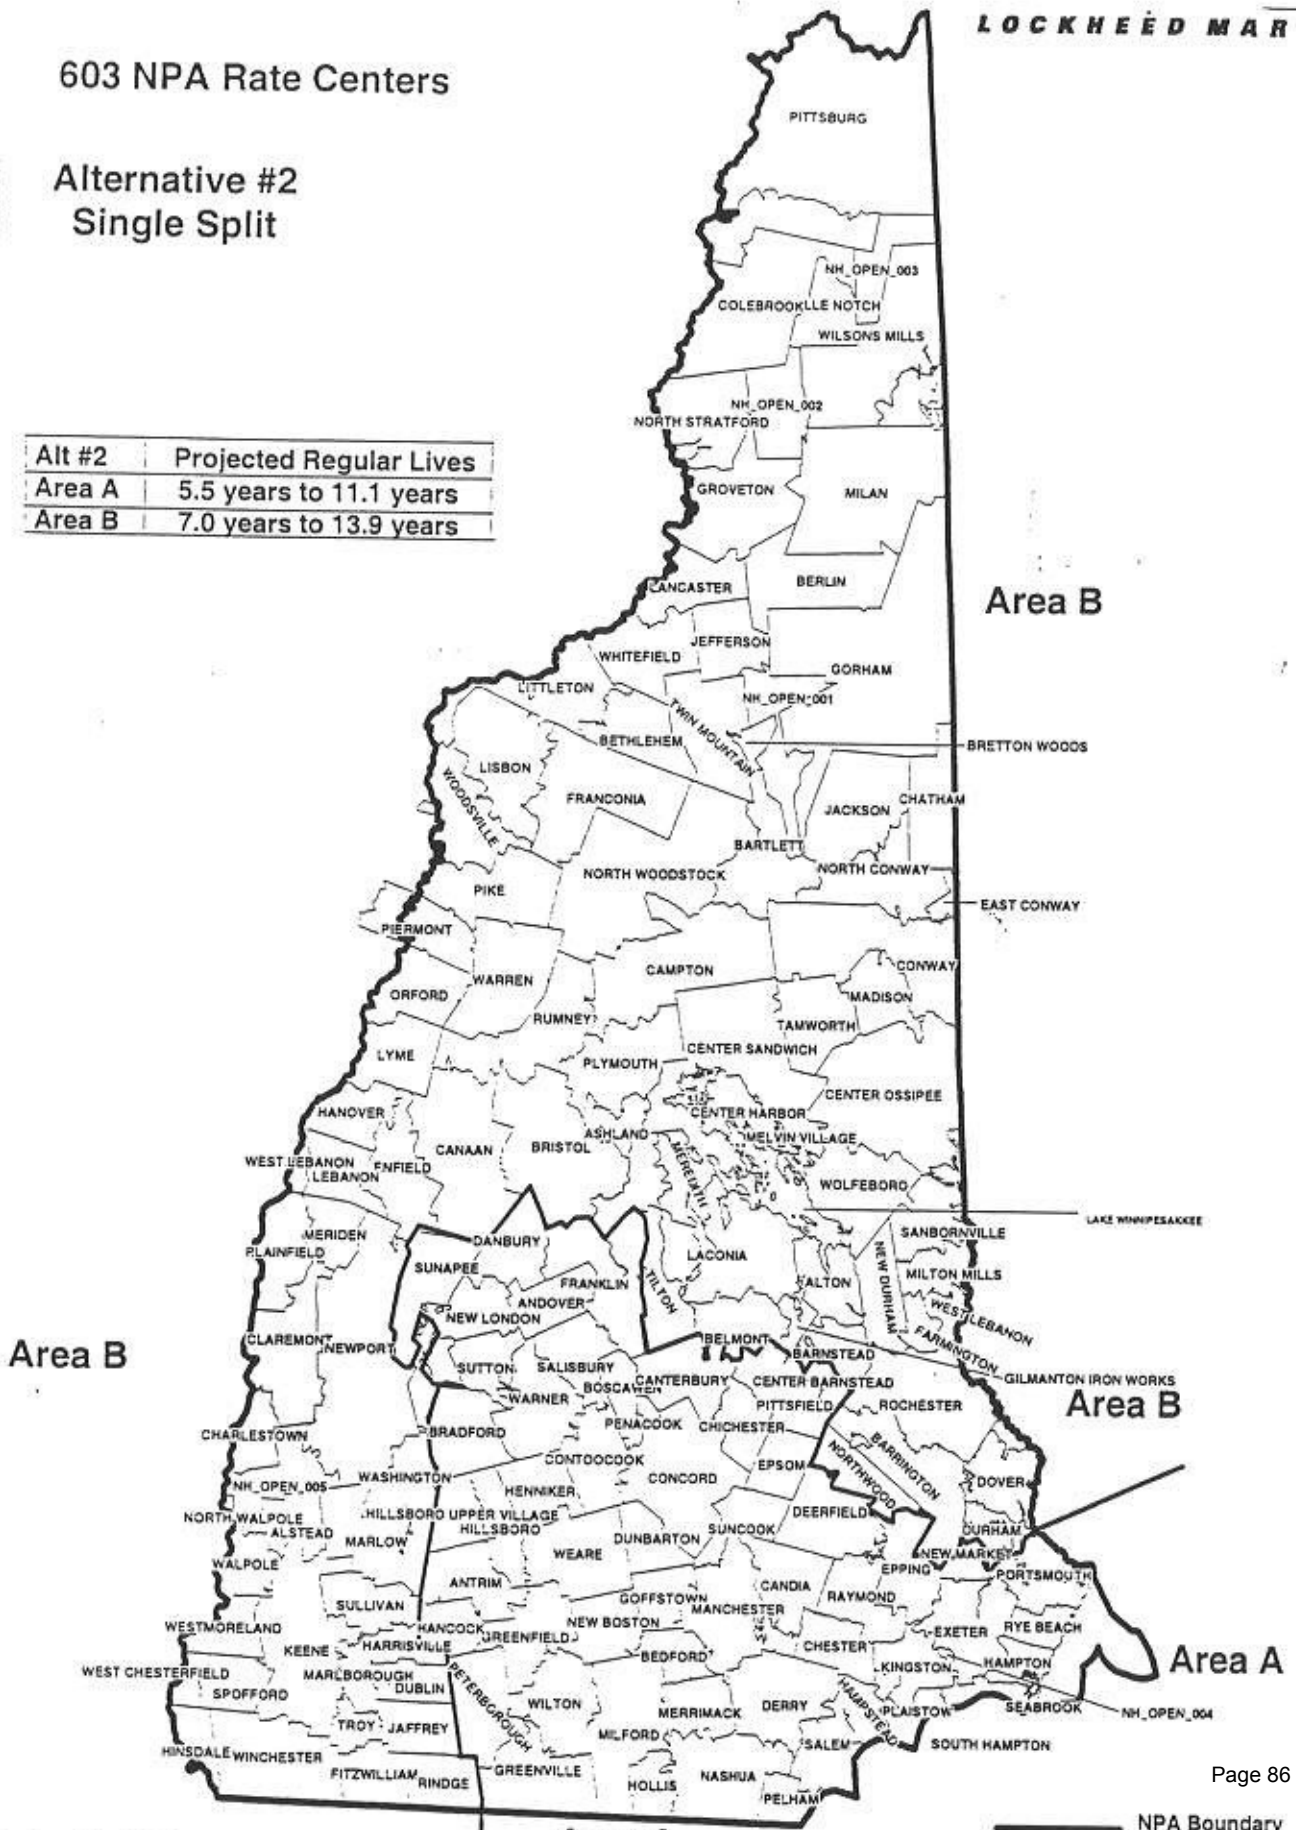 LOCKHEED MAR
603 NPA Rate Centers
Alternative #2
Single Split
Alt #2 Projected Regular Lives
Area A 5.5 years to 11.1 years
Area B 7.0 years to 13.9 years
PITTSBURG
NH_OPEN_003
COLEBROOK
LLE NOTCH
WILSONS MILLS
NH_OPEN_002
NORTH STRATFORD
GROVETON
MILAN
LANCASTER
BERLIN
Area B
JEFFERSON
WHITEFIELD
GORHAM
LITTLETON
NH_OPEN_001
TWIN MOUNTAIN
BETHLEHEM
BRETTON WOODS
LISBON
WOODSVILLE
FRANCONIA
JACKSON
CHATHAM
BARTLETT
NORTH WOODSTOCK
NORTH CONWAY
PIKE
EAST CONWAY
PIERMONT
CONWAY
CAMPTON
WARREN
ORFORD
MADISON
RUMNEY
TAMWORTH
LYME
PLYMOUTH
CENTER SANDWICH
CENTER OSSIPEE
HANOVER
CENTER HARBOR
ASHLAND
MELVIN VILLAGE
CANAAN
BRISTOL
WEST LEBANON
LEBANON
ENFIELD
MEREDITH
WOLFEBORO
LAKE WINNIPESAKKEE
MERIDEN
PLAINFIELD
DANBURY
SANBORNVILLE
SUNAPEE
LACONIA
FRANKLIN
TILTON
ALTON
NEW DURHAM
MILTON MILLS
ANDOVER
NEW LONDON
WEST LEBANON
FARMINGTON
Area B
CLAREMONT
NEWPORT
BELMONT
BARNSTEAD
SUTTON
SALISBURY
GILMANTON IRON WORKS
CANTERBURY
CENTER BARNSTEAD
BOSCAWEN
WARNER
PITTSFIELD
ROCHESTER
Area B
PENACOOK
CHICHESTER
CHARLESTOWN
BRADFORD
BARRINGTON
NORTHWOOD
CONTOOCOOK
EPSOM
WASHINGTON
CONCORD
DOVER
NH_OPEN_005
HENNIKER
NORTH WALPOLE
HILLSBORO UPPER VILLAGE
DEERFIELD
ALSTEAD
HILLSBORO
SUNCOOK
DURHAM
MARLOW
DUNBARTON
WEARE
NEW MARKET
WALPOLE
EPPING
PORTSMOUTH
ANTRIM
CANDIA
RAYMOND
SULLIVAN
GOFFSTOWN
MANCHESTER
WESTMORELAND
HANCOCK
NEW BOSTON
EXETER
RYE BEACH
GREENFIELD
KEENE
HARRISVILLE
CHESTER
BEDFORD
KINGSTON
HAMPTON
Area A
WEST CHESTERFIELD
MARLBOROUGH
PETERBOROUGH
DUBLIN
SPOFFORD
WILTON
DERRY
HAMPSTEAD
MERRIMACK
PLAISTOW
SEABROOK
NH_OPEN_004
TROY
JAFFREY
MILFORD
SALEM
SOUTH HAMPTON
HINSDALE
WINCHESTER
FITZWILLIAM
RINDGE
GREENVILLE
HOLLIS
NASHUA
PELHAM
Page 86
NPA Boundary